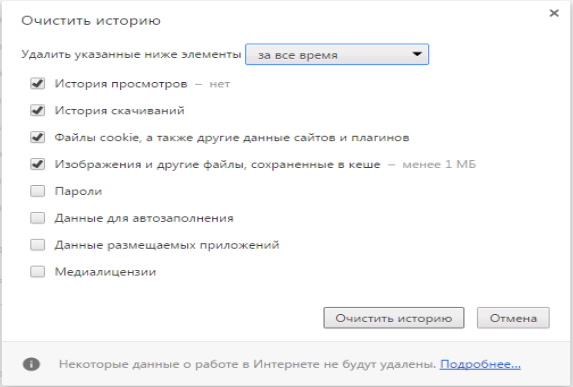 Очистить историю
Удалить указанные ниже элементы за все время
История просмотров – нет
История скачиваний
Файлы cookie, а также другие данные сайтов и плагинов
Изображения и другие файлы, сохраненные в кеше – менее 1 МБ
Пароли
Данные для автозаполнения
Данные размещаемых приложений
Медиалицензии
Очистить историю Отмена
Некоторые данные о работе в Интернете не будут удалены. Подробнее...